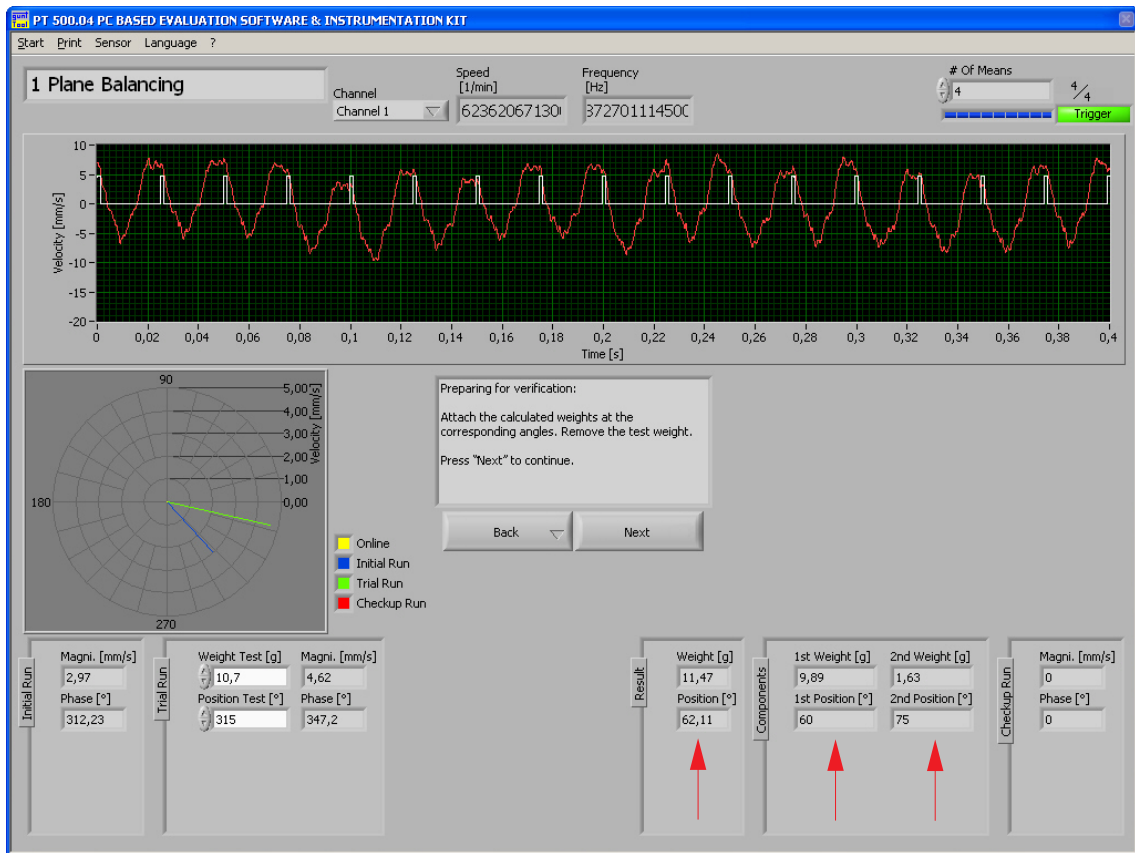 PT 500.04 PC BASED EVALUATION SOFTWARE & INSTRUMENTATION KIT
Start Print Sensor Language ?
1 Plane Balancing
Channel
Channel 1
Speed
[1/min]
62362067130
Frequency
[Hz]
37270111450
# Of Means
4
4/4
Trigger
Velocity [mm/s]
10
5
0
-5
-10
-15
-20
0 0,02 0,04 0,06 0,08 0,1 0,12 0,14 0,16 0,18 0,2 0,22 0,24 0,26 0,28 0,3 0,32 0,34 0,36 0,38 0,4
Time [s]
90
180
270
5,00
4,00
3,00
2,00
1,00
0,00
Velocity [mm/s]
Online
Initial Run
Trial Run
Checkup Run
Preparing for verification:
Attach the calculated weights at the
corresponding angles. Remove the test weight.
Press "Next" to continue.
Back
Next
Initial Run
Magni. [mm/s]
2,97
Phase [°]
312,23
Trial Run
Weight Test [g] Magni. [mm/s]
10,7 4,62
Position Test [°] Phase [°]
315 347,2
Result
Weight [g]
11,47
Position [°]
62,11
Components
1st Weight [g] 2nd Weight [g]
9,89 1,63
1st Position [°] 2nd Position [°]
60 75
Checkup Run
Magni. [mm/s]
0
Phase [°]
0